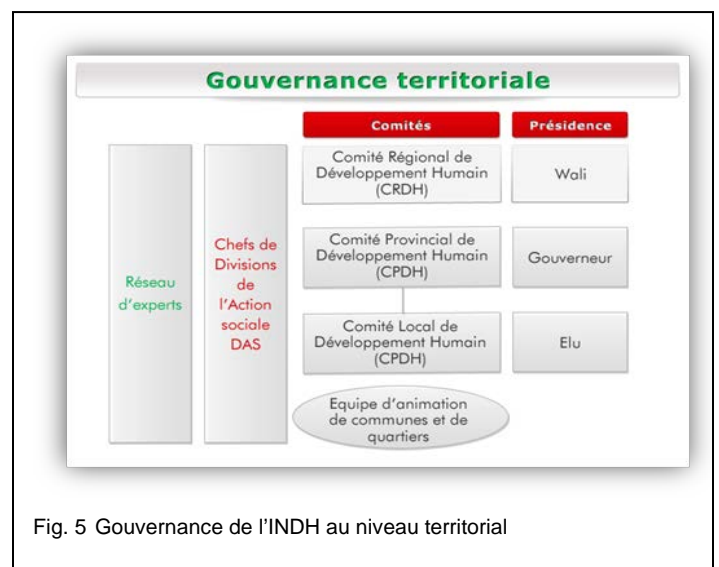 Gouvernance territoriale
Comités
Présidence
Réseau
d'experts
Chefs de
Divisions
de
l'Action
sociale
DAS
Comité Régional de
Développement Humain
(CRDH)
Wali
Comité Provincial de
Développement Humain
(CPDH)
Gouverneur
Comité Local de
Développement Humain
(CPDH)
Elu
Equipe d'animation
de communes et de
quartiers
Fig. 5 Gouvernance de l'INDH au niveau territorial